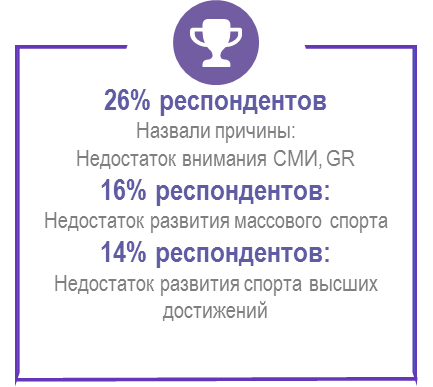 26% респондентов
Назвали причины:
Недостаток внимания СМИ, GR
16% респондентов:
Недостаток развития массового спорта
14% респондентов:
Недостаток развития спорта высших
достижений